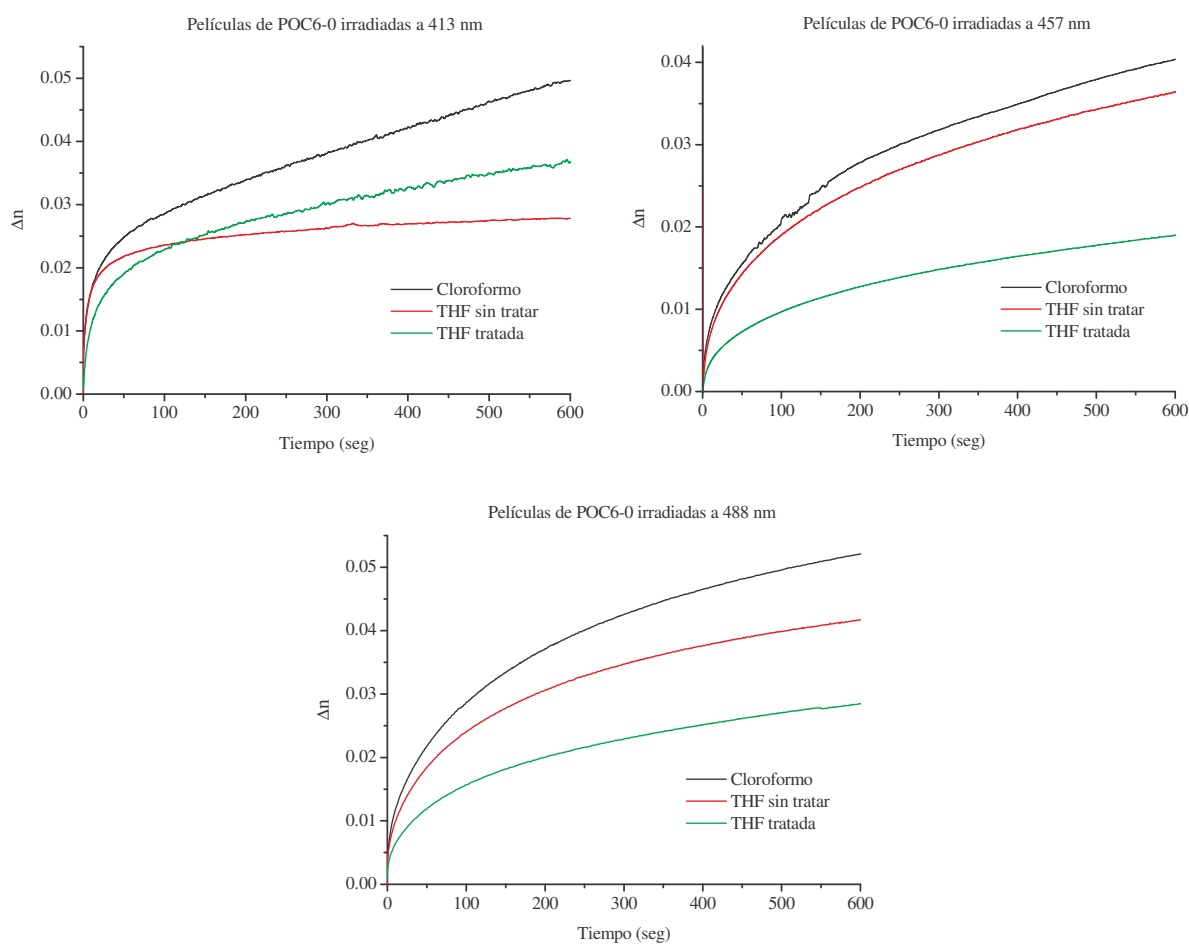 Películas de POC6-0 irradiadas a 413 nm
0.05
0.04
0.03
0.02
0.01
0.00
Δn
Cloroformo
THF sin tratar
THF tratada
0 100 200 300 400 500 600
Tiempo (seg)
Películas de POC6-0 irradiadas a 457 nm
0.04
0.03
0.02
0.01
0.00
Δn
Cloroformo
THF sin tratar
THF tratada
0 100 200 300 400 500 600
Tiempo (seg)
Películas de POC6-0 irradiadas a 488 nm
0.05
0.04
0.03
0.02
0.01
0.00
Δn
Cloroformo
THF sin tratar
THF tratada
0 100 200 300 400 500 600
Tiempo (seg)